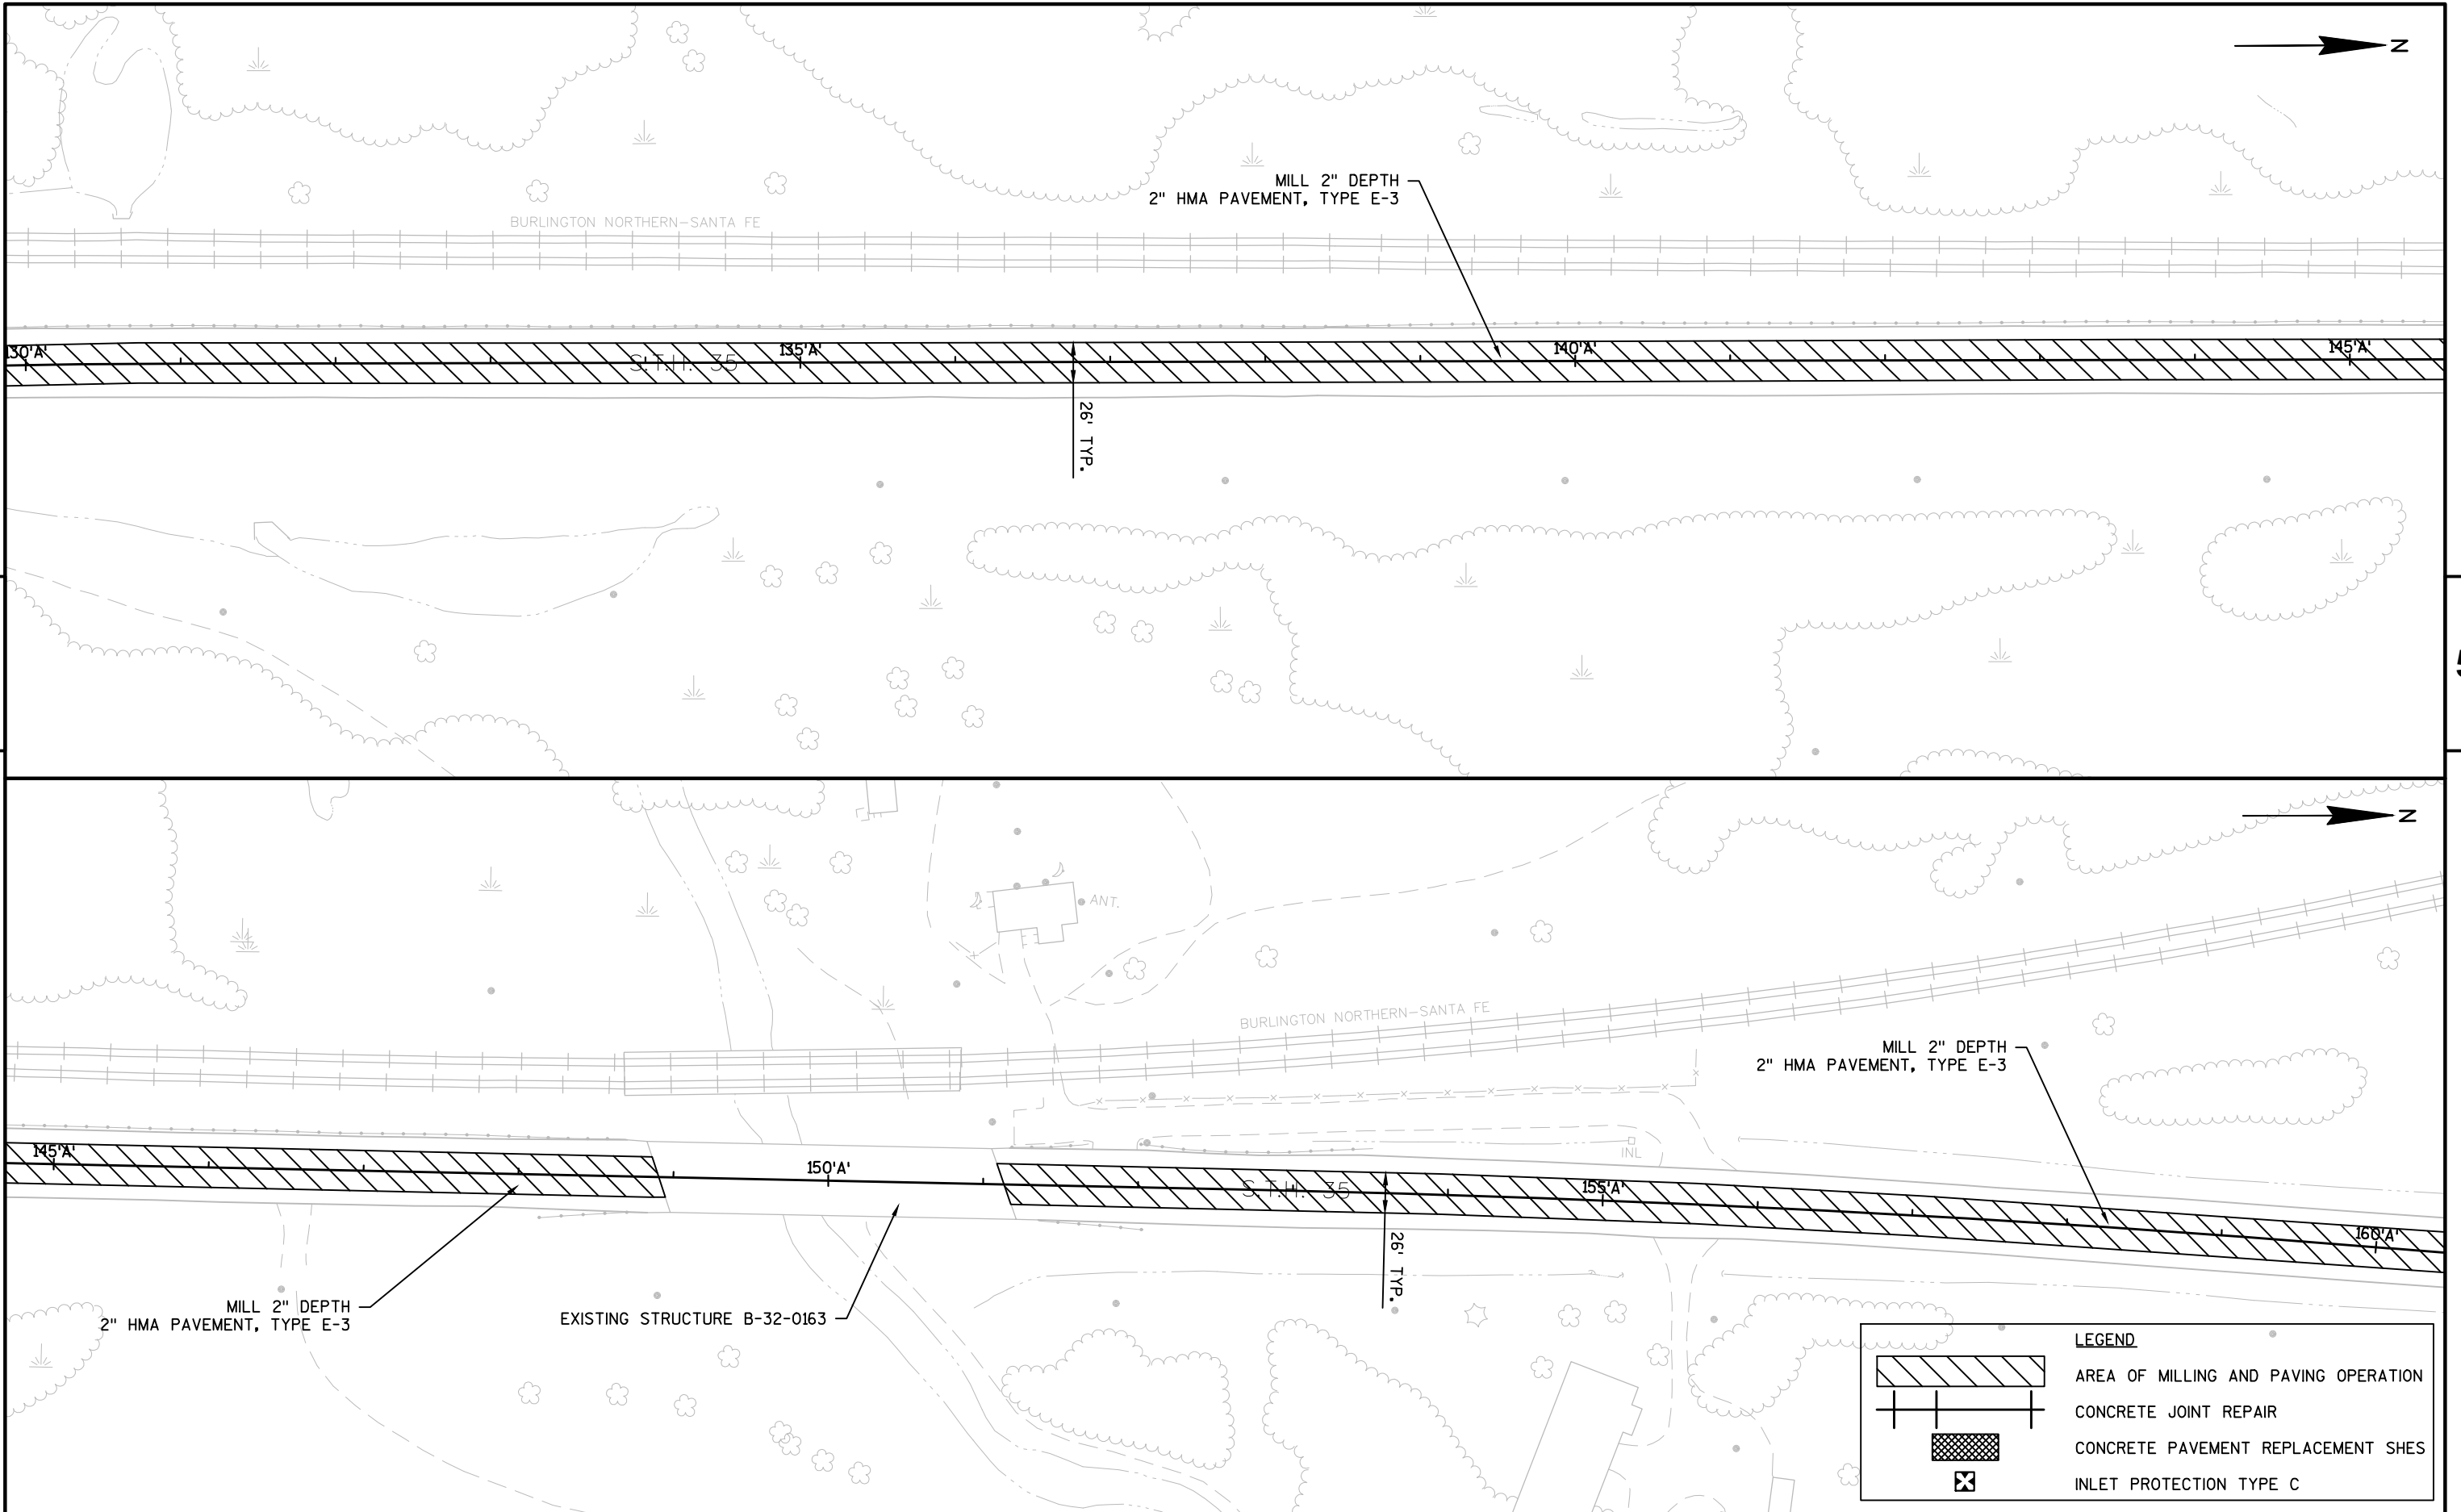 N
MILL 2" DEPTH
2" HMA PAVEMENT, TYPE E-3
BURLINGTON NORTHERN-SANTA FE
130'A'
S.T.H. 35
135'A'
140'A'
145'A'
26' TYP.
N
ANT.
BURLINGTON NORTHERN-SANTA FE
MILL 2" DEPTH
2" HMA PAVEMENT, TYPE E-3
INL
145'A'
150'A'
S.T.H. 35
155'A'
160'A'
26' TYP.
MILL 2" DEPTH
2" HMA PAVEMENT, TYPE E-3
EXISTING STRUCTURE B-32-0163
LEGEND
AREA OF MILLING AND PAVING OPERATION
CONCRETE JOINT REPAIR
CONCRETE PAVEMENT REPLACEMENT SHES
INLET PROTECTION TYPE C